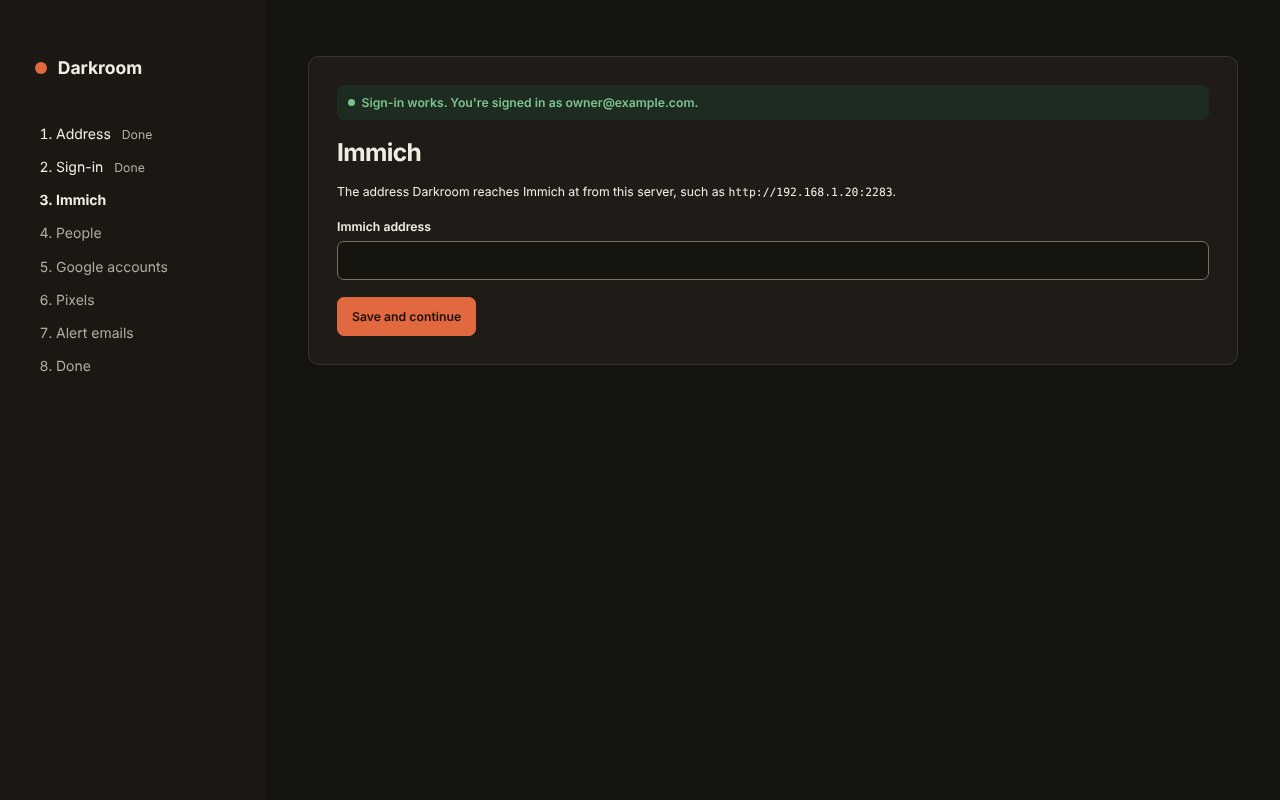 Darkroom
1. Address Done
2. Sign-in Done
3. Immich
4. People
5. Google accounts
6. Pixels
7. Alert emails
8. Done
Sign-in works. You're signed in as owner@example.com.
Immich
The address Darkroom reaches Immich at from this server, such as http://192.168.1.20:2283.
Immich address
Save and continue